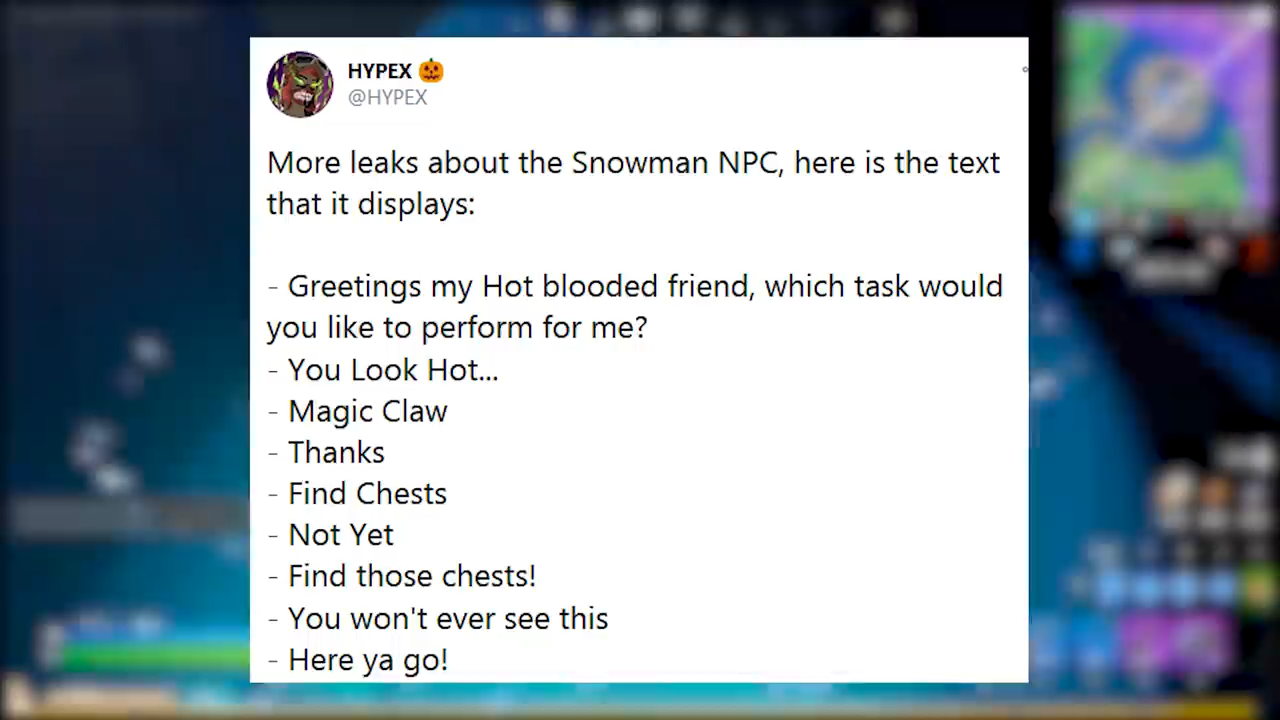 HYPEX 🎃
@HYPEX
More leaks about the Snowman NPC, here is the text
that it displays:
- Greetings my Hot blooded friend, which task would
you like to perform for me?
- You Look Hot...
- Magic Claw
- Thanks
- Find Chests
- Not Yet
- Find those chests!
- You won't ever see this
- Here ya go!